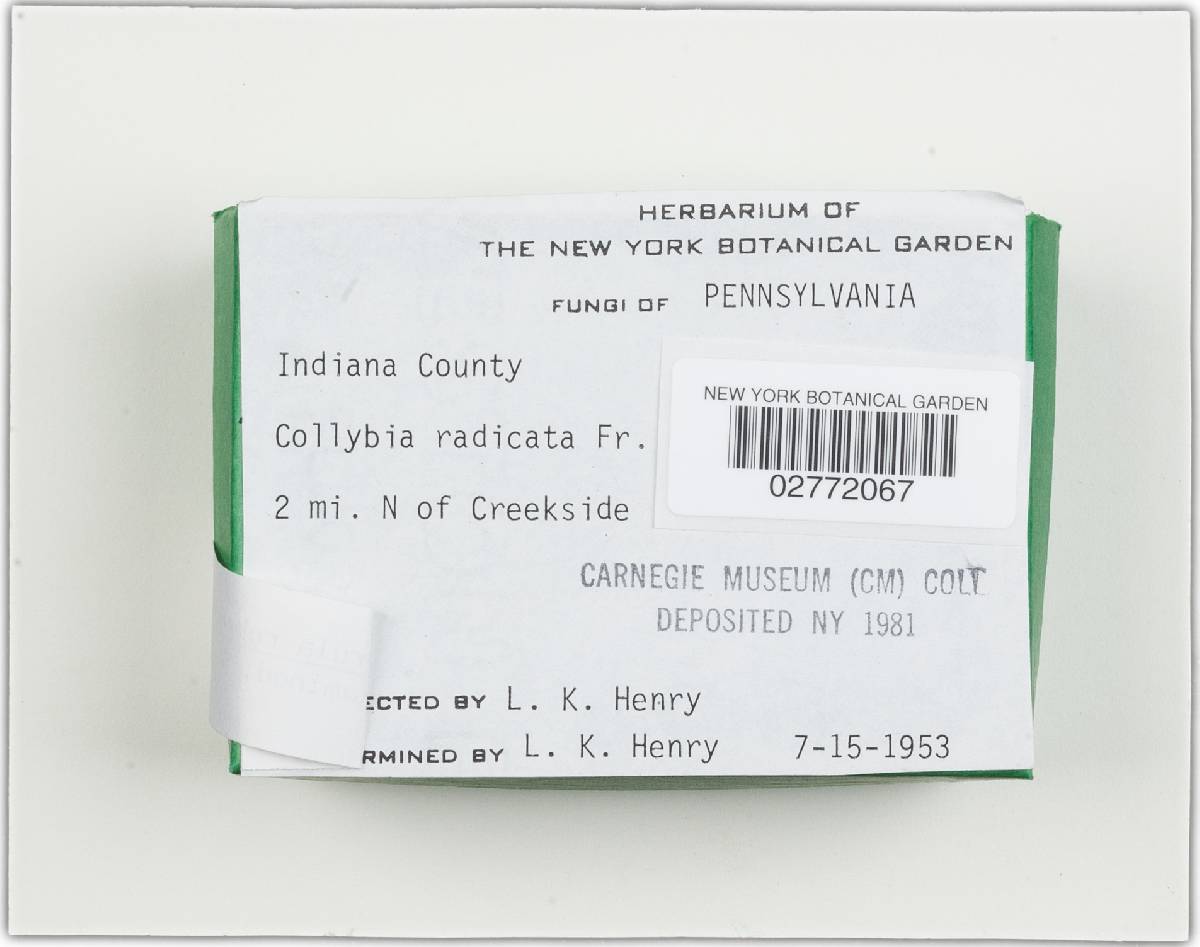 HERBARIUM OF
THE NEW YORK BOTANICAL GARDEN
FUNGI OF PENNSYLVANIA
Indiana County
NEW YORK BOTANICAL GARDEN
02772067
Collybia radicata Fr.
2 mi. N of Creekside
CARNEGIE MUSEUM (CM) COLL
DEPOSITED NY 1981
ECTED BY L. K. Henry
RMINED BY L. K. Henry 7-15-1953